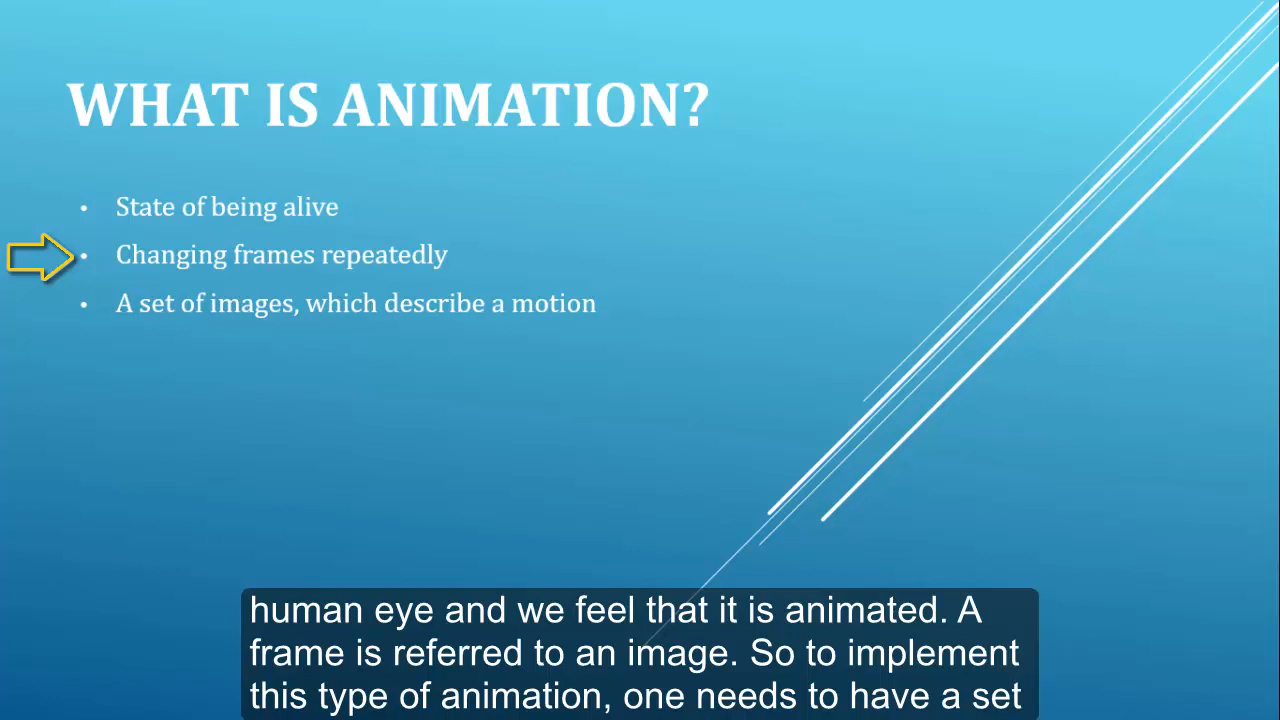 WHAT IS ANIMATION?
• State of being alive
• Changing frames repeatedly
• A set of images, which describe a motion
human eye and we feel that it is animated. A
frame is referred to an image. So to implement
this type of animation, one needs to have a set